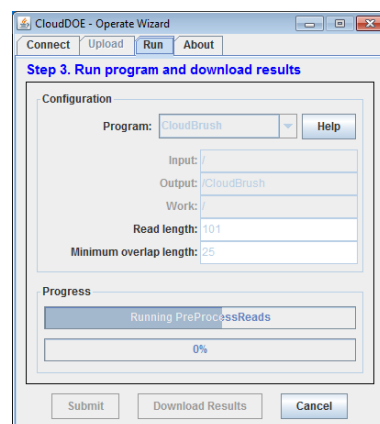 CloudDOE - Operate Wizard
Connect Upload Run About
Step 3. Run program and download results
Configuration
Program: CloudBrush Help
Input: /
Output: /CloudBrush
Work: /
Read length: 101
Minimum overlap length: 25
Progress
Running PreProcessReads
0%
Submit Download Results Cancel